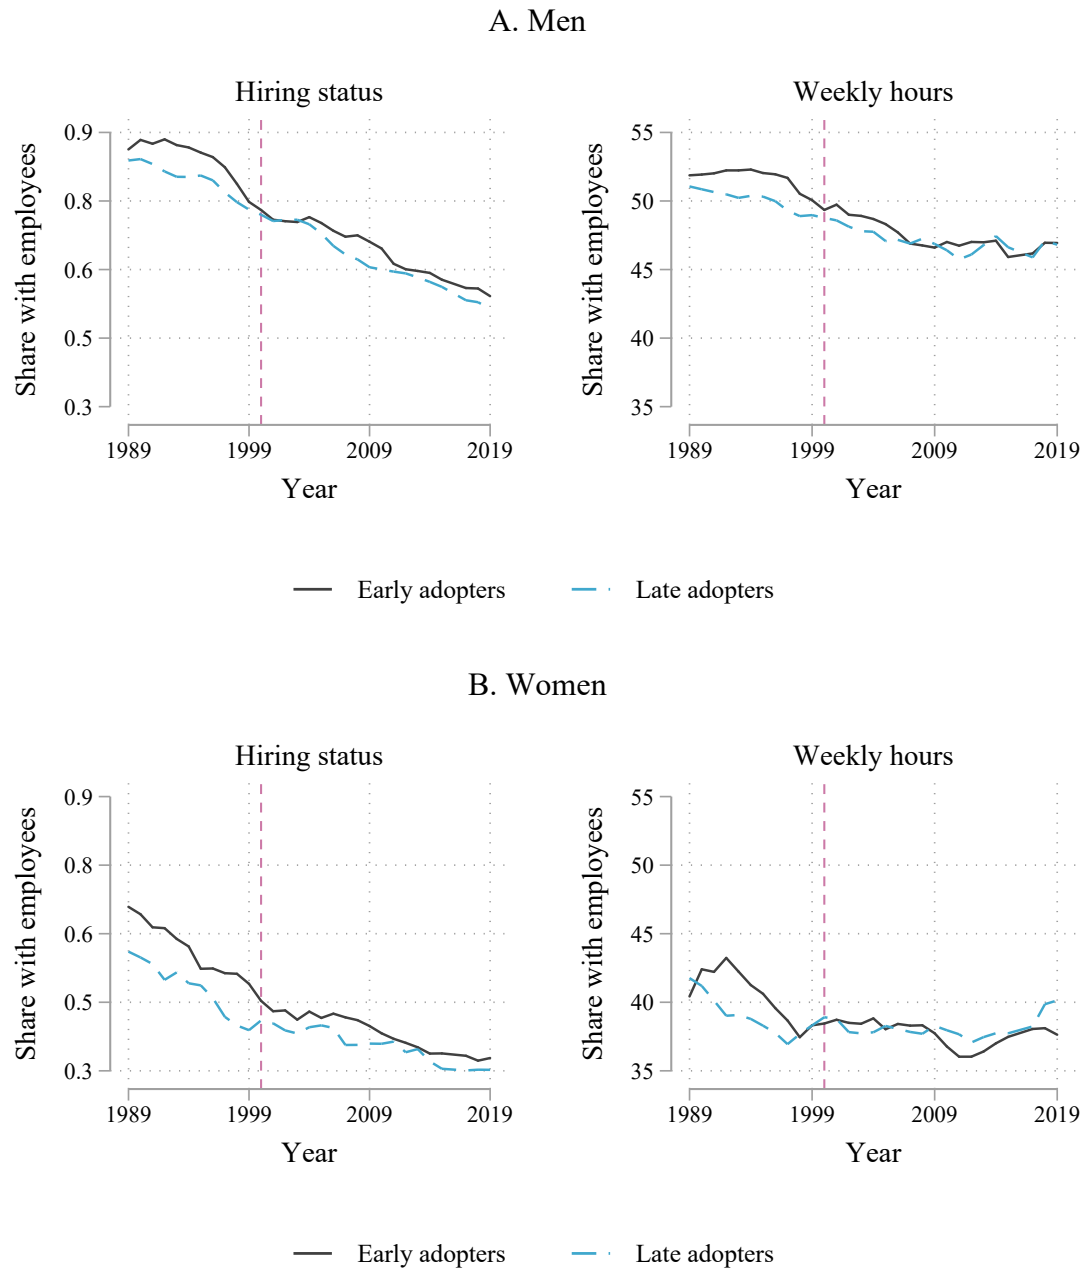 A. Men
Hiring status
Share with employees
0.9
0.8
0.6
0.5
0.3
1989 1999 2009 2019
Year
Weekly hours
Share with employees
55
50
45
40
35
1989 1999 2009 2019
Year
Early adopters Late adopters
B. Women
Hiring status
Share with employees
0.9
0.8
0.6
0.5
0.3
1989 1999 2009 2019
Year
Weekly hours
Share with employees
55
50
45
40
35
1989 1999 2009 2019
Year
Early adopters Late adopters